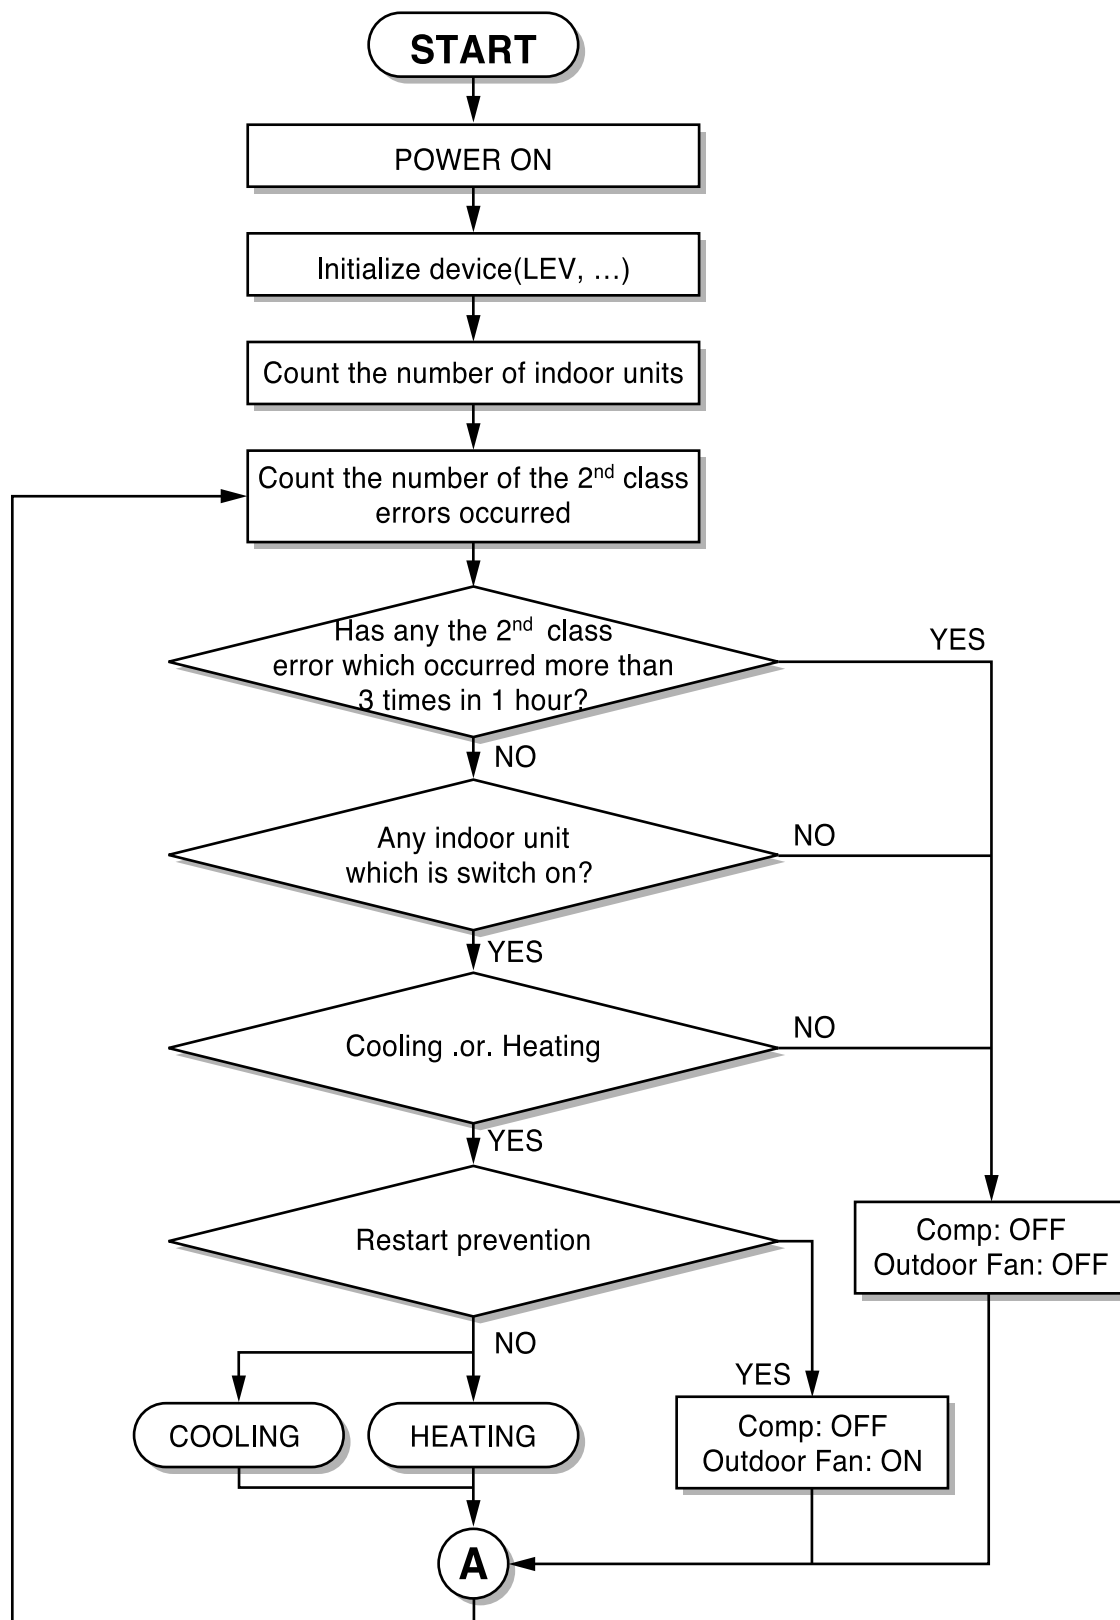 START
POWER ON
Initialize device(LEV, ...)
Count the number of indoor units
Count the number of the 2nd class
errors occurred
Has any the 2nd class
error which occurred more than
3 times in 1 hour?
YES
NO
Any indoor unit
which is switch on?
NO
YES
Cooling .or. Heating
NO
YES
Restart prevention
Comp: OFF
Outdoor Fan: OFF
NO
YES
COOLING
HEATING
Comp: OFF
Outdoor Fan: ON
A